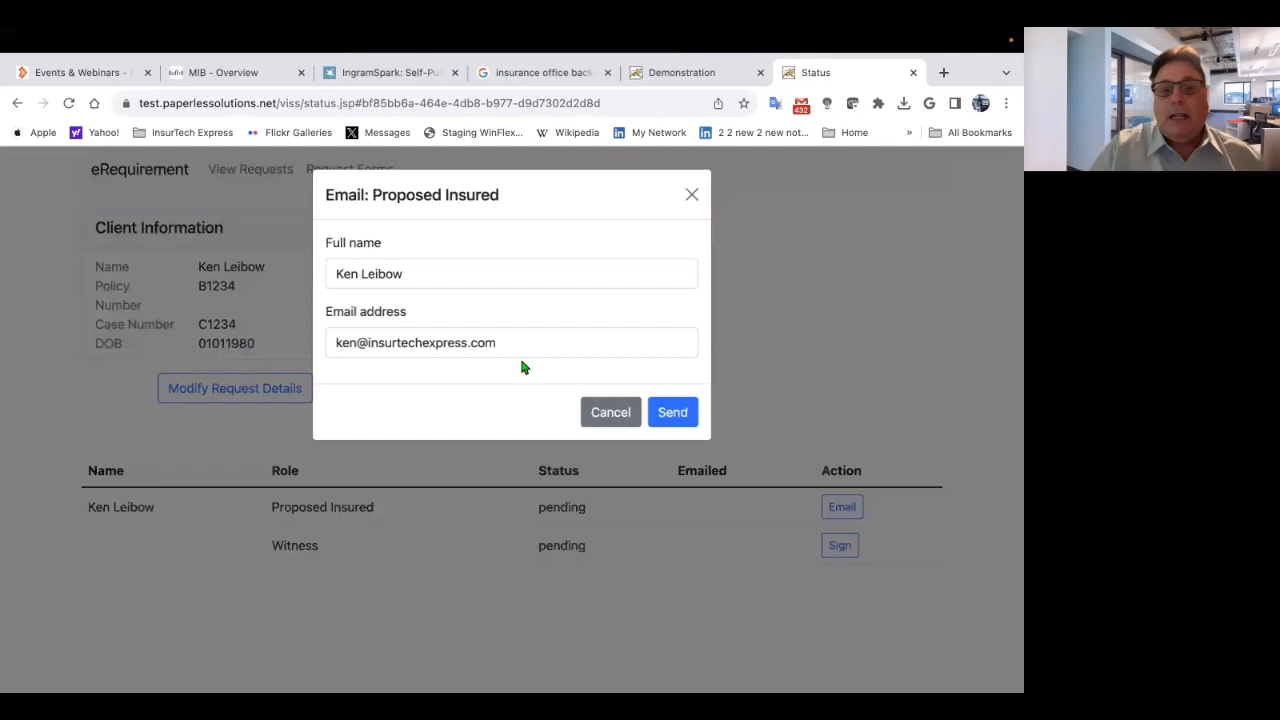 Events & Webinars -
MIB - Overview
IngramSpark: Self-Pu
insurance office back
Demonstration
Status
test.paperlesssolutions.net/viss/status.jsp#bf85bb6a-464e-4db8-b977-d9d7302d2d8d
432
Apple
Yahoo!
InsurTech Express
Flickr Galleries
Messages
Staging WinFlex...
Wikipedia
My Network
2 2 new 2 new not...
Home
»
All Bookmarks
eRequirement View Requests Request Forms
Email: Proposed Insured
Client Information
Full name
Name Ken Leibow
Ken Leibow
Policy Number B1234
Email address
Case Number C1234
ken@insurtechexpress.com
DOB 01011980
Modify Request Details
Cancel Send
Name Role Status Emailed Action
Ken Leibow Proposed Insured pending Email
Witness pending Sign